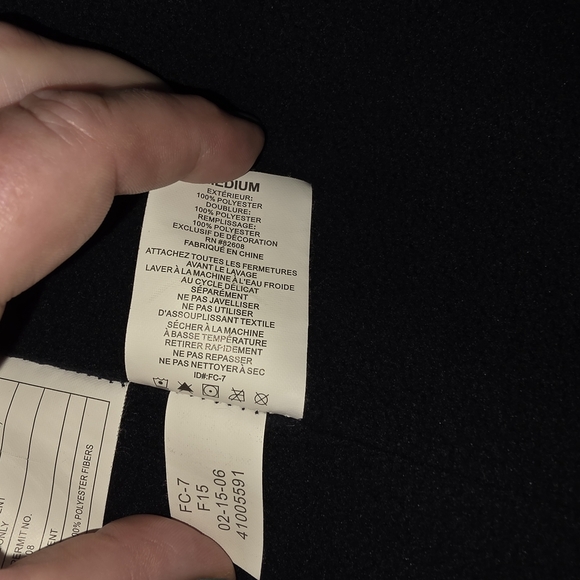 MEDIUM
EXTÉRIEUR:
100% POLYESTER
DOUBLURE:
100% POLYESTER
REMPLISSAGE:
100% POLYESTER
EXCLUSIF DE DÉCORATION
RN #82608
FABRIQUÉ EN CHINE
ATTACHEZ TOUTES LES FERMETURES
AVANT LE LAVAGE
LAVER À LA MACHINE À L'EAU FROIDE
AU CYCLE DÉLICAT
SÉPARÉMENT
NE PAS JAVELLISER
NE PAS UTILISER
D'ASSOUPLISSANT TEXTILE
SÉCHER À LA MACHINE
À BASSE TEMPÉRATURE
RETIRER RAPIDEMENT
NE PAS REPASSER
NE PAS NETTOYER À SEC
ID#:FC-7
FC-7
F15
02-15-06
41005591
100% POLYESTER FIBERS
ONLY